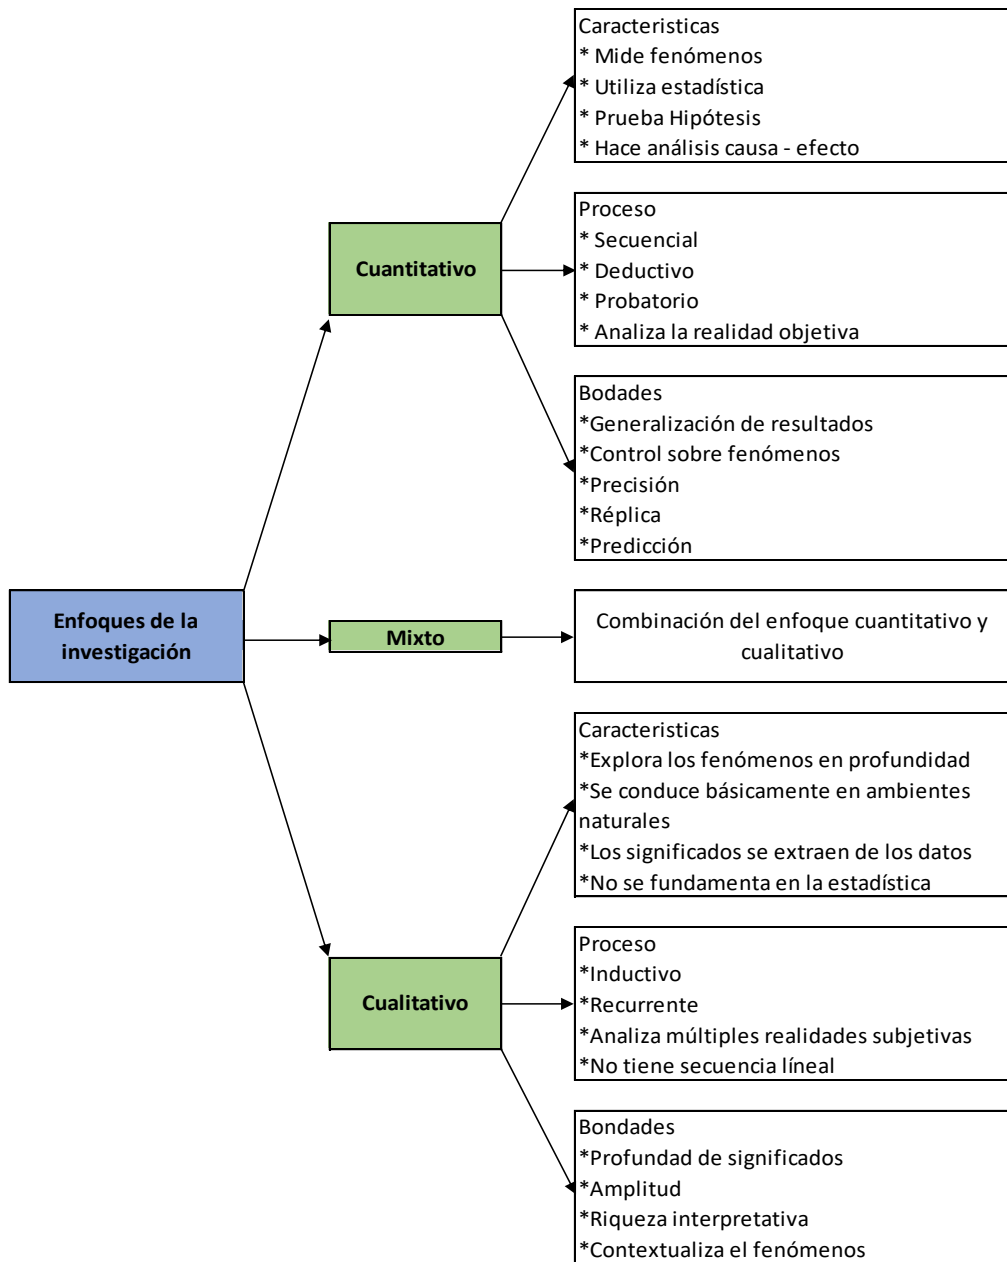 Caracteristicas
* Mide fenómenos
* Utiliza estadística
* Prueba Hipótesis
* Hace análisis causa - efecto
Cuantitativo
Proceso
* Secuencial
* Deductivo
* Probatorio
* Analiza la realidad objetiva
Bodades
*Generalización de resultados
*Control sobre fenómenos
*Precisión
*Réplica
*Predicción
Enfoques de la
investigación
Mixto
Combinación del enfoque cuantitativo y
cualitativo
Caracteristicas
*Explora los fenómenos en profundidad
*Se conduce básicamente en ambientes
naturales
*Los significados se extraen de los datos
*No se fundamenta en la estadística
Cualitativo
Proceso
*Inductivo
*Recurrente
*Analiza múltiples realidades subjetivas
*No tiene secuencia líneal
Bondades
*Profundad de significados
*Amplitud
*Riqueza interpretativa
*Contextualiza el fenómenos